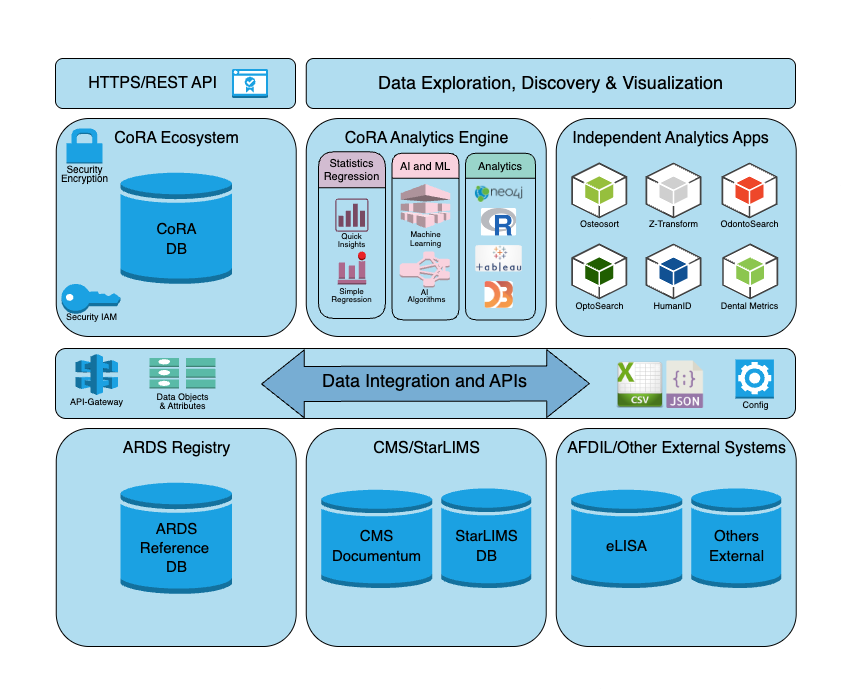 HTTPS/REST API
Data Exploration, Discovery & Visualization
CoRA Ecosystem
Security
Encryption
CoRA
DB
Security IAM
CoRA Analytics Engine
Statistics
Regression
Quick
Insights
Simple
Regression
AI and ML
Machine
Learning
AI
Algorithms
Analytics
neo4j
R
+ableau
D3
Independent Analytics Apps
Osteosort
Z-Transform
OdontoSearch
OptoSearch
HumanID
Dental Metrics
API-Gateway
Data Objects
& Attributes
Data Integration and APIs
X
CSV
{;}
JSON
Config
ARDS Registry
ARDS
Reference
DB
CMS/StarLIMS
CMS
Documentum
StarLIMS
DB
AFDIL/Other External Systems
eLISA
Others
External